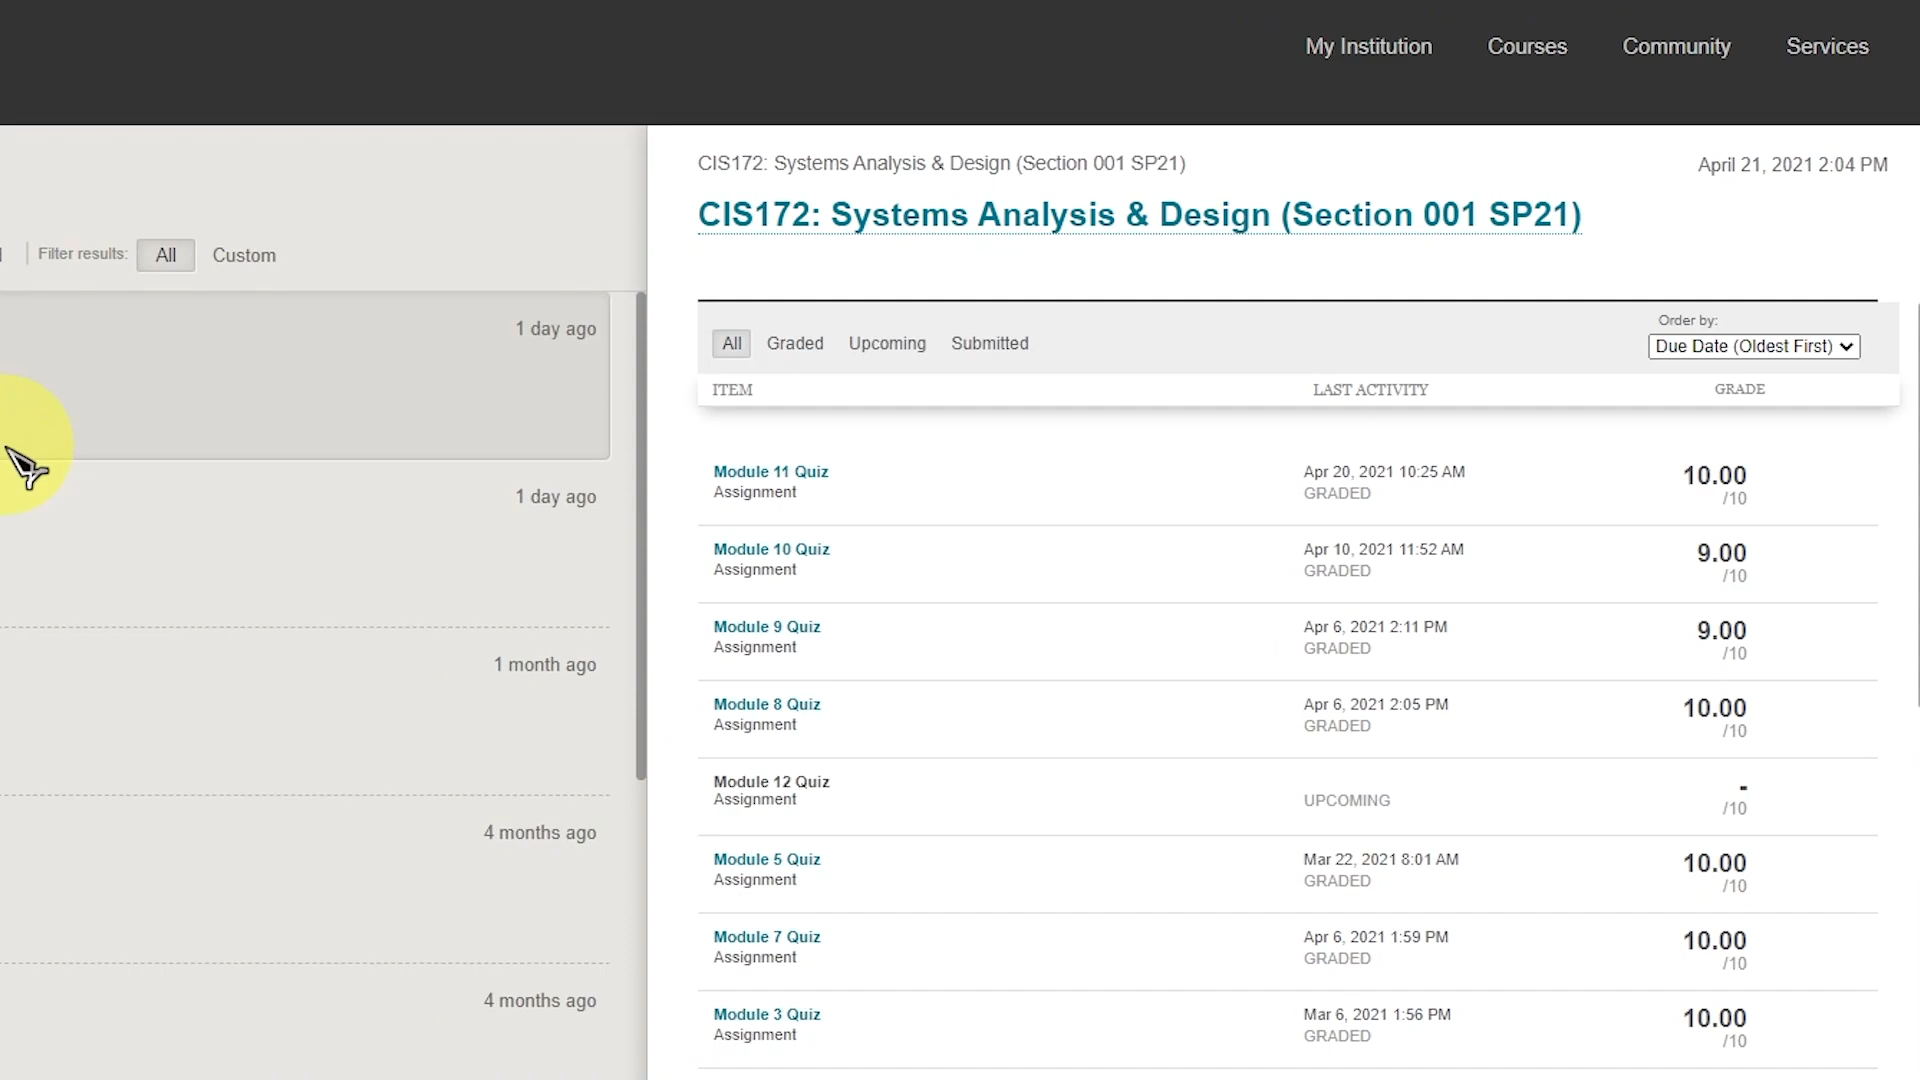 My Institution Courses Community Services
CIS172: Systems Analysis & Design (Section 001 SP21)
April 21, 2021 2:04 PM
CIS172: Systems Analysis & Design (Section 001 SP21)
Filter results: All Custom
1 day ago
1 day ago
1 month ago
4 months ago
4 months ago
Order by:
All Graded Upcoming Submitted
Due Date (Oldest First)
ITEM LAST ACTIVITY GRADE
Module 11 Quiz Apr 20, 2021 10:25 AM 10.00
Assignment GRADED /10
Module 10 Quiz Apr 10, 2021 11:52 AM 9.00
Assignment GRADED /10
Module 9 Quiz Apr 6, 2021 2:11 PM 9.00
Assignment GRADED /10
Module 8 Quiz Apr 6, 2021 2:05 PM 10.00
Assignment GRADED /10
Module 12 Quiz -
Assignment UPCOMING /10
Module 5 Quiz Mar 22, 2021 8:01 AM 10.00
Assignment GRADED /10
Module 7 Quiz Apr 6, 2021 1:59 PM 10.00
Assignment GRADED /10
Module 3 Quiz Mar 6, 2021 1:56 PM 10.00
Assignment GRADED /10